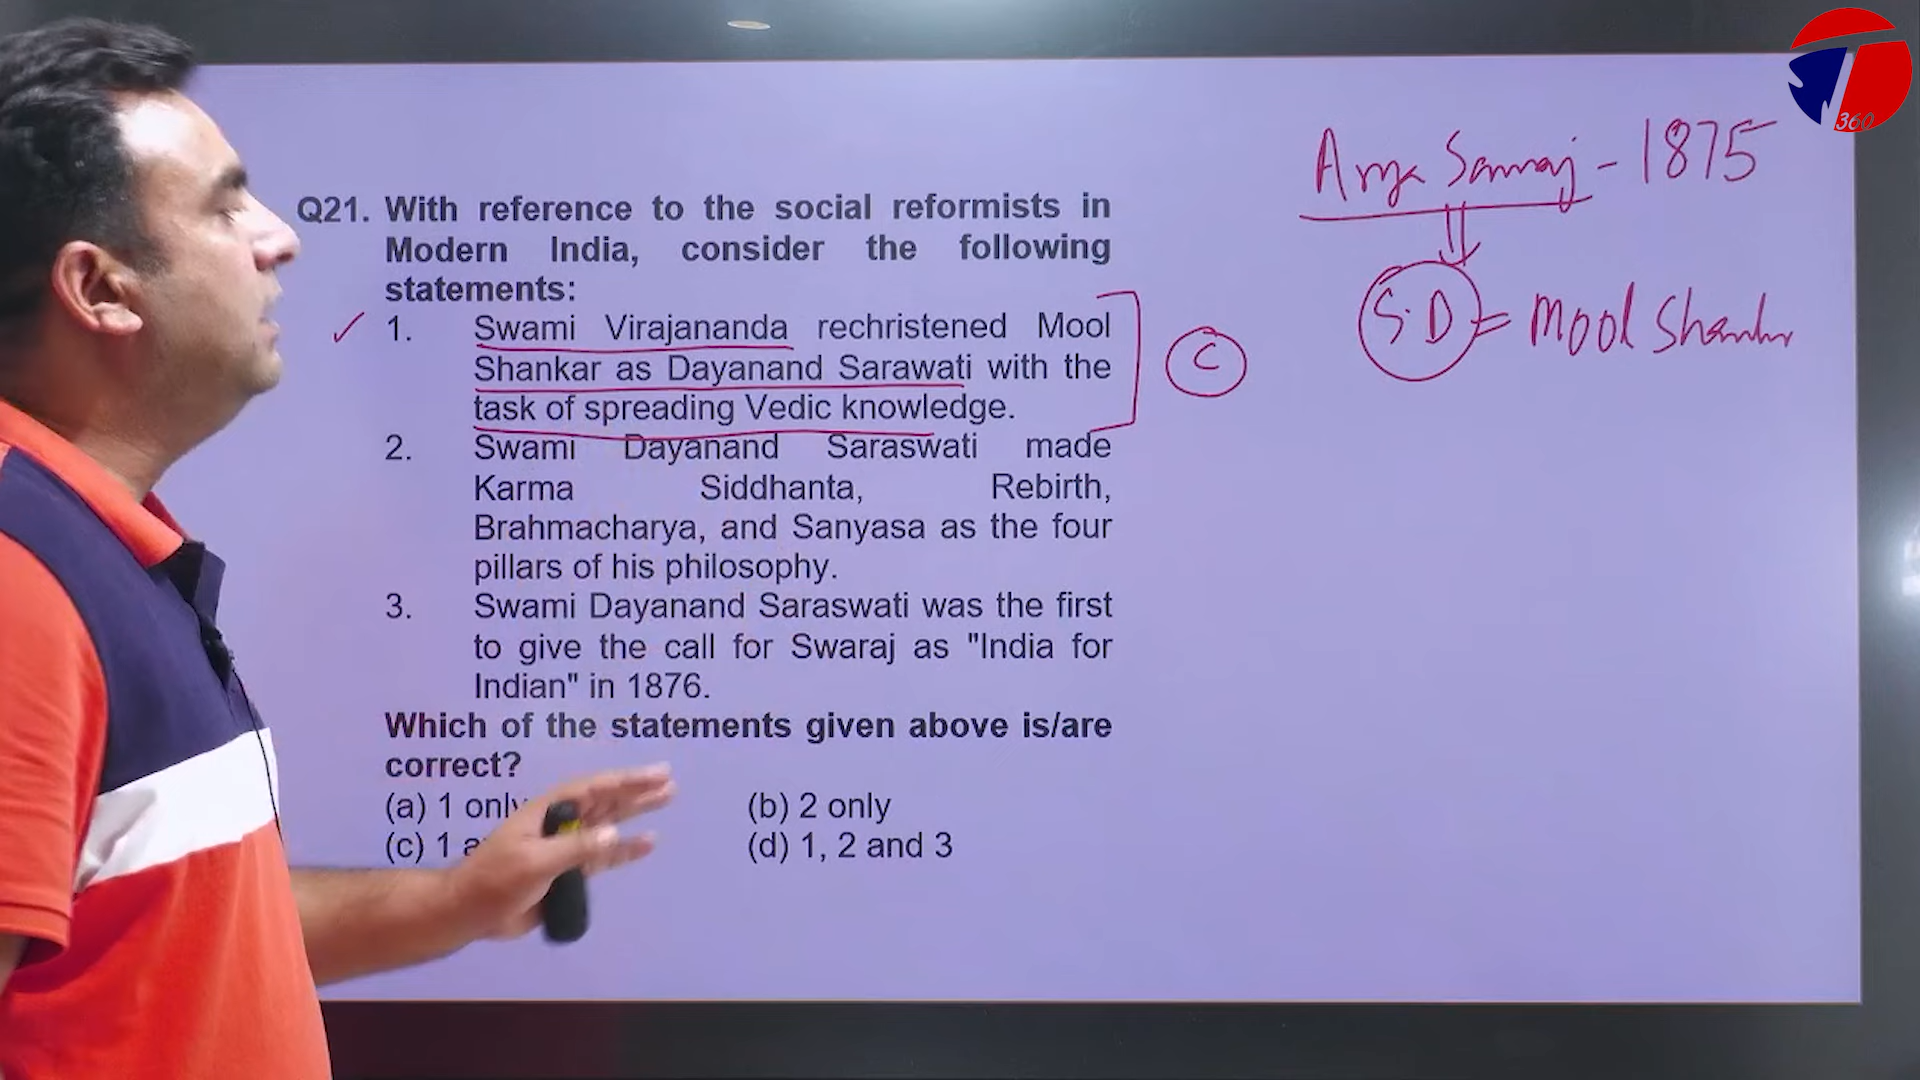 360
Arya Samaj - 1875
S.D = Mool Shankar
Q21. With reference to the social reformists in
Modern India, consider the following
statements:
1. Swami Virajananda rechristened Mool
Shankar as Dayanand Sarawati with the
task of spreading Vedic knowledge.
C
2. Swami Dayanand Saraswati made
Karma Siddhanta, Rebirth,
Brahmacharya, and Sanyasa as the four
pillars of his philosophy.
3. Swami Dayanand Saraswati was the first
to give the call for Swaraj as "India for
Indian" in 1876.
Which of the statements given above is/are
correct?
(a) 1 only (b) 2 only
(c) 1 (d) 1, 2 and 3